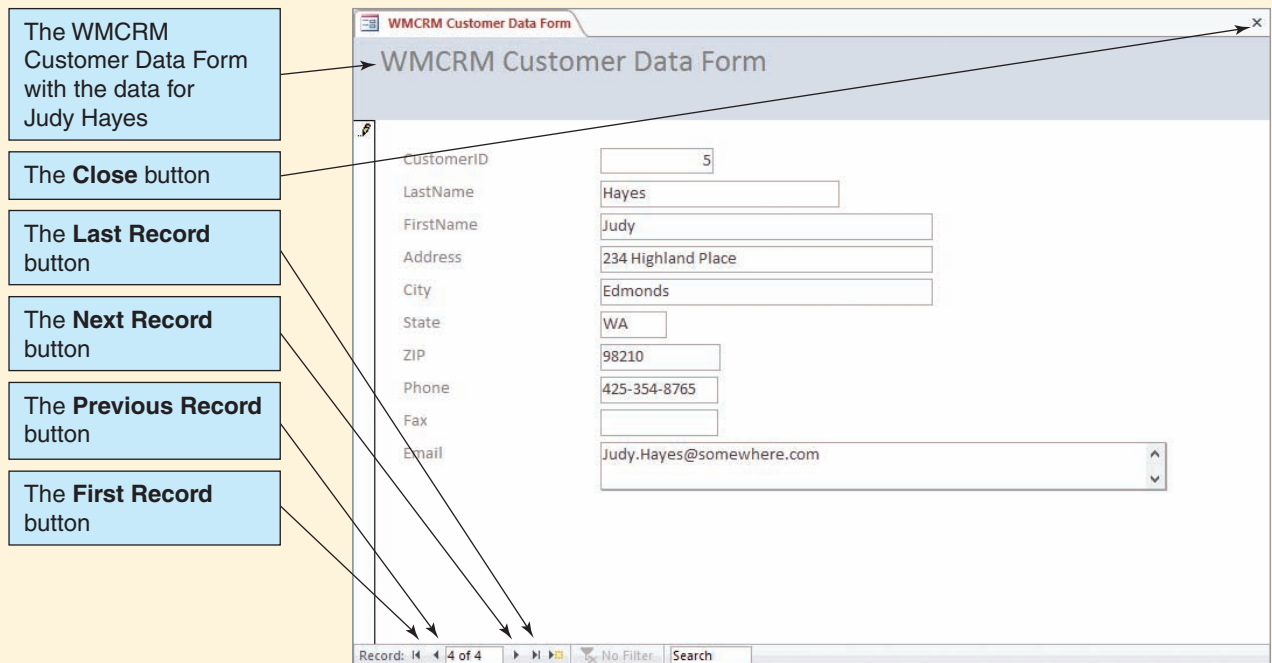 The WMCRM
Customer Data Form
with the data for
Judy Hayes
The Close button
The Last Record
button
The Next Record
button
The Previous Record
button
The First Record
button
WMCRM Customer Data Form
WMCRM Customer Data Form
CustomerID 5
LastName Hayes
FirstName Judy
Address 234 Highland Place
City Edmonds
State WA
ZIP 98210
Phone 425-354-8765
Fax
Email Judy.Hayes@somewhere.com
Record: 4 of 4 No Filter Search